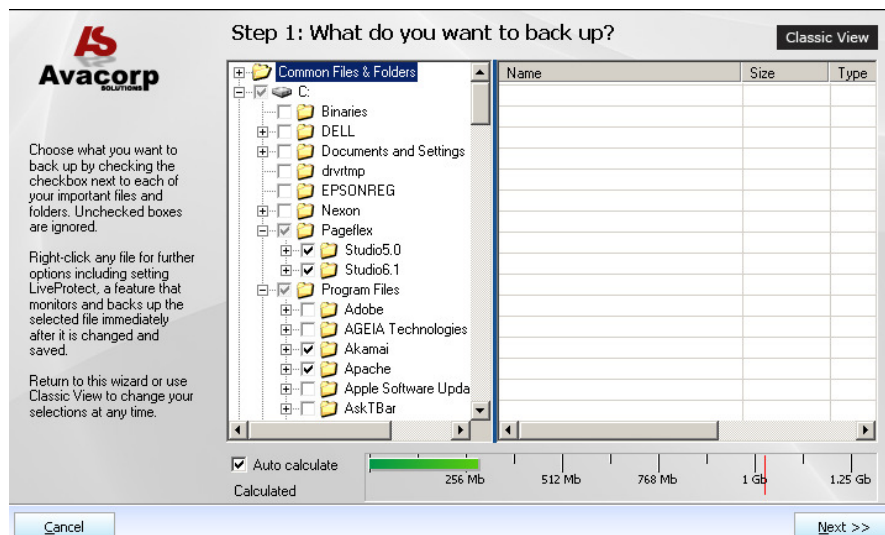 AS
Avacorp
SOLUTIONS
Choose what you want to
back up by checking the
checkbox next to each of
your important files and
folders. Unchecked boxes
are ignored.
Right-click any file for further
options including setting
LiveProtect, a feature that
monitors and backs up the
selected file immediately
after it is changed and
saved.
Return to this wizard or use
Classic View to change your
selections at any time.
Step 1: What do you want to back up?
Classic View
Common Files & Folders
C:
Binaries
DELL
Documents and Settings
drvrtmp
EPSONREG
Nexon
Pageflex
Studio5.0
Studio6.1
Program Files
Adobe
AGEIA Technologies
Akamai
Apache
Apple Software Upda
AskTBar
Name Size Type
Auto calculate
Calculated
256 Mb 512 Mb 768 Mb 1 Gb 1.25 Gb
Cancel
Next >>